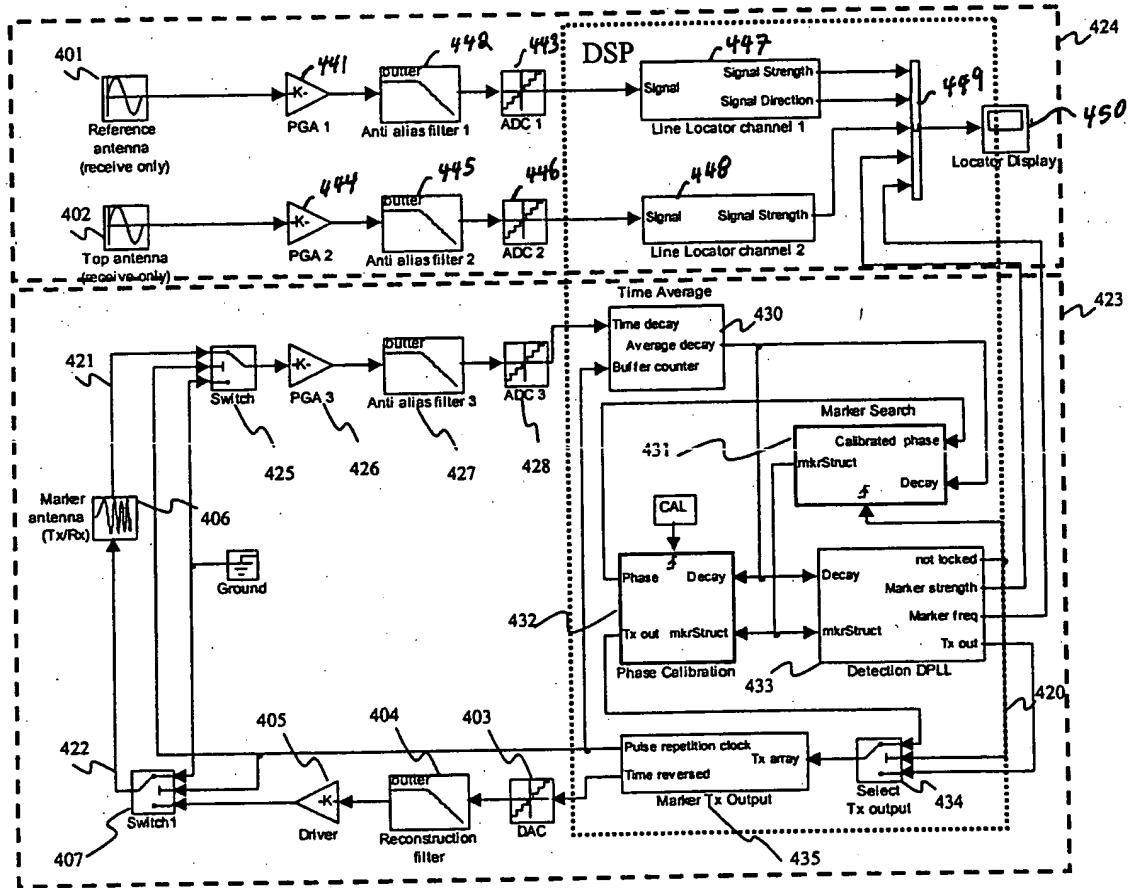 424
401
441
butter
442
443
DSP
447
Signal
Signal Strength
Signal Direction
449
450
Reference
antenna
(receive only)
-K-
PGA 1
Anti alias filter 1
ADC 1
Line Locator channel 1
Locator Display
402
444
butter
445
446
448
Signal
Signal Strength
Top antenna
(receive only)
-K-
PGA 2
Anti alias filter 2
ADC 2
Line Locator channel 2
423
Time Average
Time decay
Average decay
Buffer counter
430
421
Switch
-K-
PGA 3
butter
Anti alias filter 3
ADC 3
425
426
427
428
Marker Search
431
Calibrated phase
mkrStruct
Decay
Marker
antenna
(Tx/Rx)
406
Ground
CAL
Phase
Decay
Tx out
mkrStruct
Phase Calibration
432
Decay
mkrStruct
not locked
Marker strength
Marker freq
Tx out
Detection DPLL
433
420
422
405
404
403
Pulse repetition clock
Time reversed
Tx array
Marker Tx Output
435
Select
Tx output
434
Switch1
407
-K
Driver
butter
Reconstruction
filter
DAC